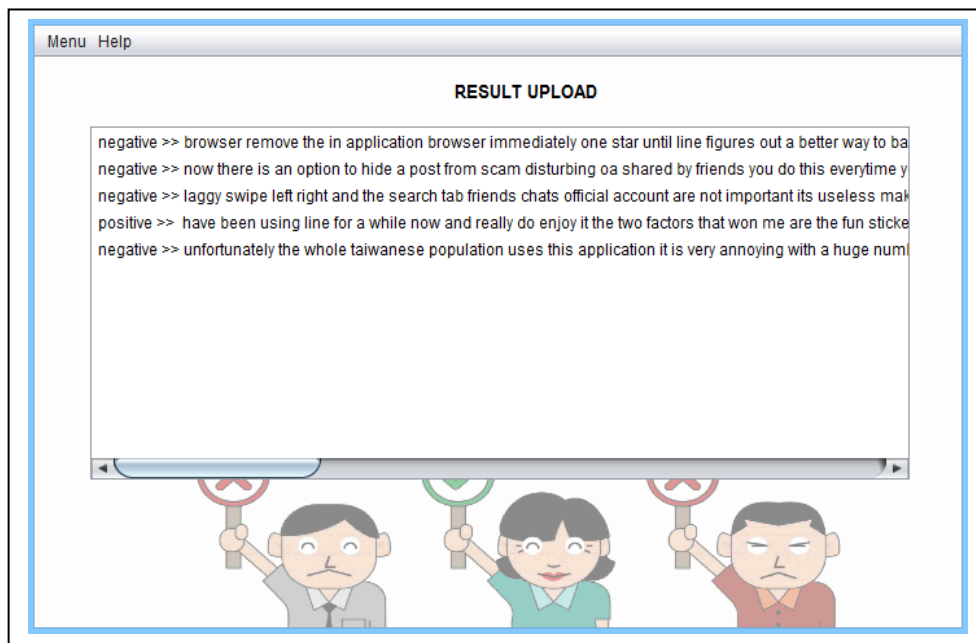 Menu Help
RESULT UPLOAD
negative >> browser remove the in application browser immediately one star until line figures out a better way to ba
negative >> now there is an option to hide a post from scam disturbing oa shared by friends you do this everytime y
negative >> laggy swipe left right and the search tab friends chats official account are not important its useless mak
positive >> have been using line for a while now and really do enjoy it the two factors that won me are the fun sticke
negative >> unfortunately the whole taiwanese population uses this application it is very annoying with a huge